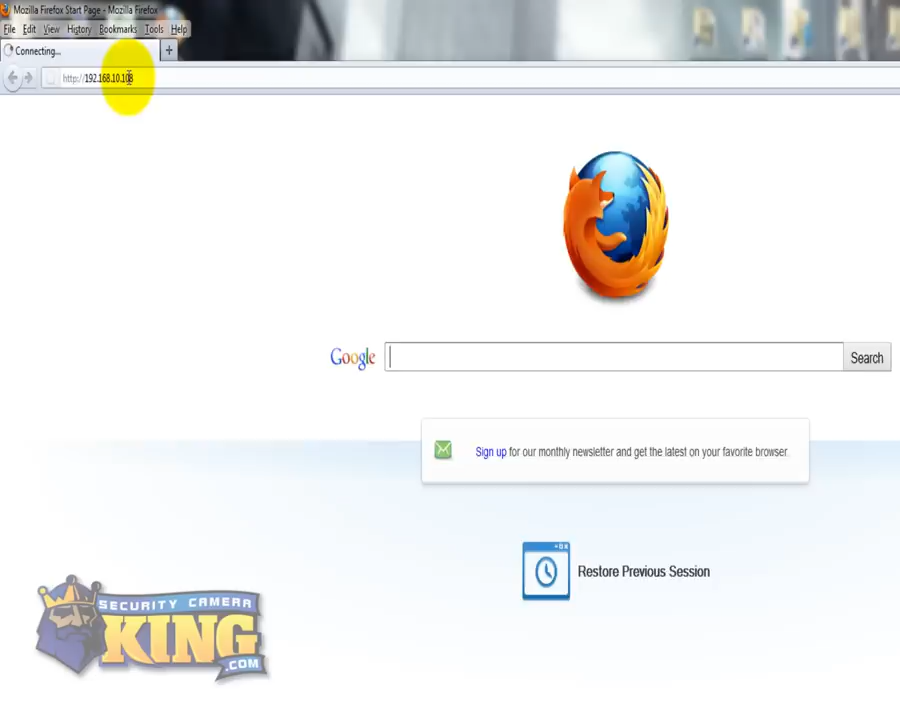 Mozilla Firefox Start Page - Mozilla Firefox
File Edit View History Bookmarks Tools Help
Connecting... +
http://192.168.10.108
Google Search
Sign up for our monthly newsletter and get the latest on your favorite browser.
Restore Previous Session
SECURITY CAMERA
KING
.COM